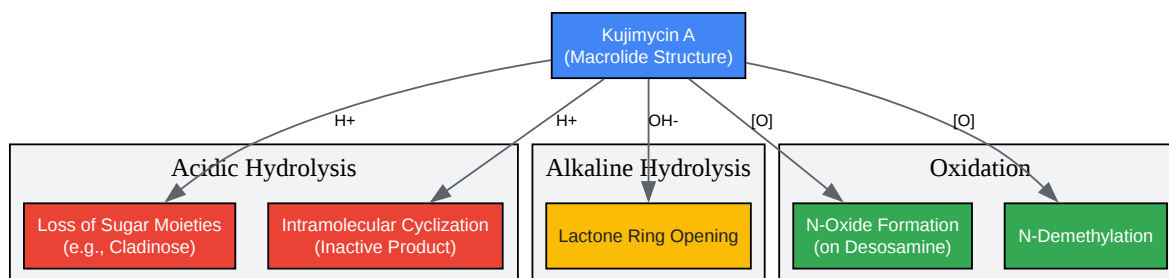 Kujimycin A
(Macrolide Structure)
H+
H+
OH-
[O]
[O]
Acidic Hydrolysis
Alkaline Hydrolysis
Oxidation
Loss of Sugar Moieties
(e.g., Cladinose)
Intramolecular Cyclization
(Inactive Product)
Lactone Ring Opening
N-Oxide Formation
(on Desosamine)
N-Demethylation